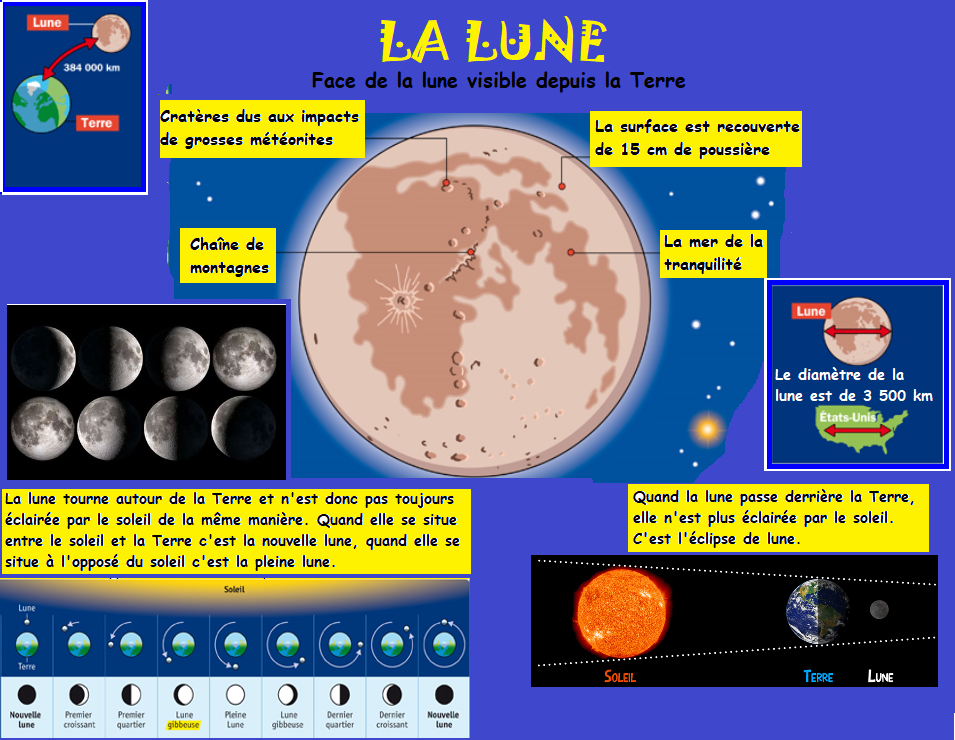 LA LUNE
Face de la lune visible depuis la Terre
Lune
384 000 km
Terre
Cratères dus aux impacts
de grosses météorites
La surface est recouverte
de 15 cm de poussière
Chaîne de
montagnes
La mer de la
tranquilité
Lune
Le diamètre de la
lune est de 3 500 km
États-Unis
La lune tourne autour de la Terre et n'est donc pas toujours
éclairée par le soleil de la même manière. Quand elle se situe
entre le soleil et la Terre c'est la nouvelle lune, quand elle se
situe à l'opposé du soleil c'est la pleine lune.
Quand la lune passe derrière la Terre,
elle n'est plus éclairée par le soleil.
C'est l'éclipse de lune.
Soleil
Lune
Terre
Nouvelle
lune
Premier
croissant
Premier
quartier
Lune
gibbeuse
Pleine
Lune
Lune
gibbeuse
Dernier
quartier
Dernier
croissant
Nouvelle
lune
SOLEIL
TERRE
LUNE